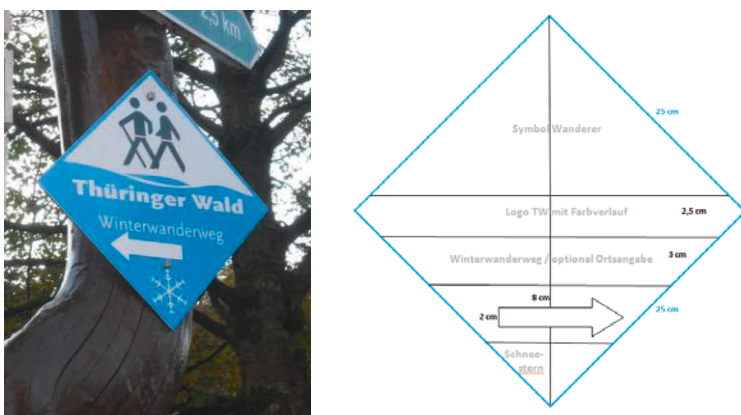 2,5 km
Thüringer Wald
Winterwanderweg
25 cm
Symbol Wanderer
Logo TW mit Farbverlauf
2,5 cm
Winterwanderweg / optional Ortaangabe
3 cm
8 cm
2 cm
25 cm
Schnee-
stern